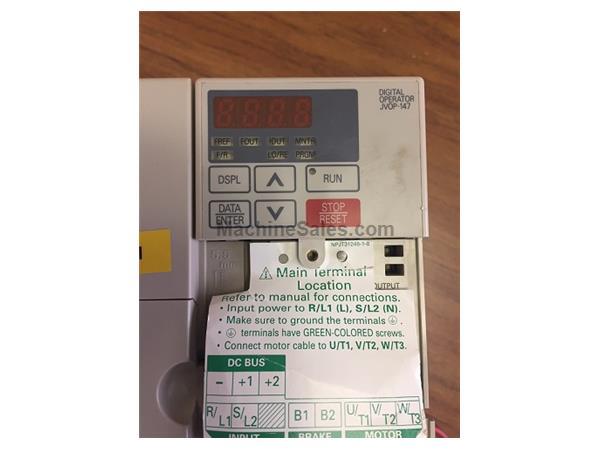 DIGITAL
OPERATOR
JVOP-147
8.8.8.8.
FREF FOUT IOUT MNTR
F/R LO/RE PRGM
DSPL
RUN
DATA
ENTER
STOP
RESET
MachineSales.com
NPJT31246-1-0
⚠ Main Terminal
Location
OUTPUT
Refer to manual for connections.
• Input power to R/L1 (L), S/L2 (N).
• Make sure to ground the terminals ⏚.
• ⏚ terminals have GREEN-COLORED screws.
• Connect motor cable to U/T1, V/T2, W/T3.
DC BUS
− +1 +2
R/L1 S/L2 B1 B2 U/T1 V/T2 W/T3
INPUT BRAKE MOTOR